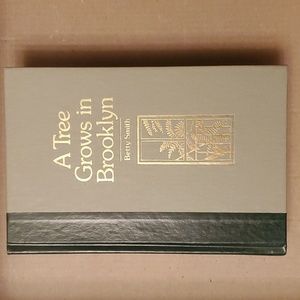 A Tree
Grows in
Brooklyn
Betty Smith